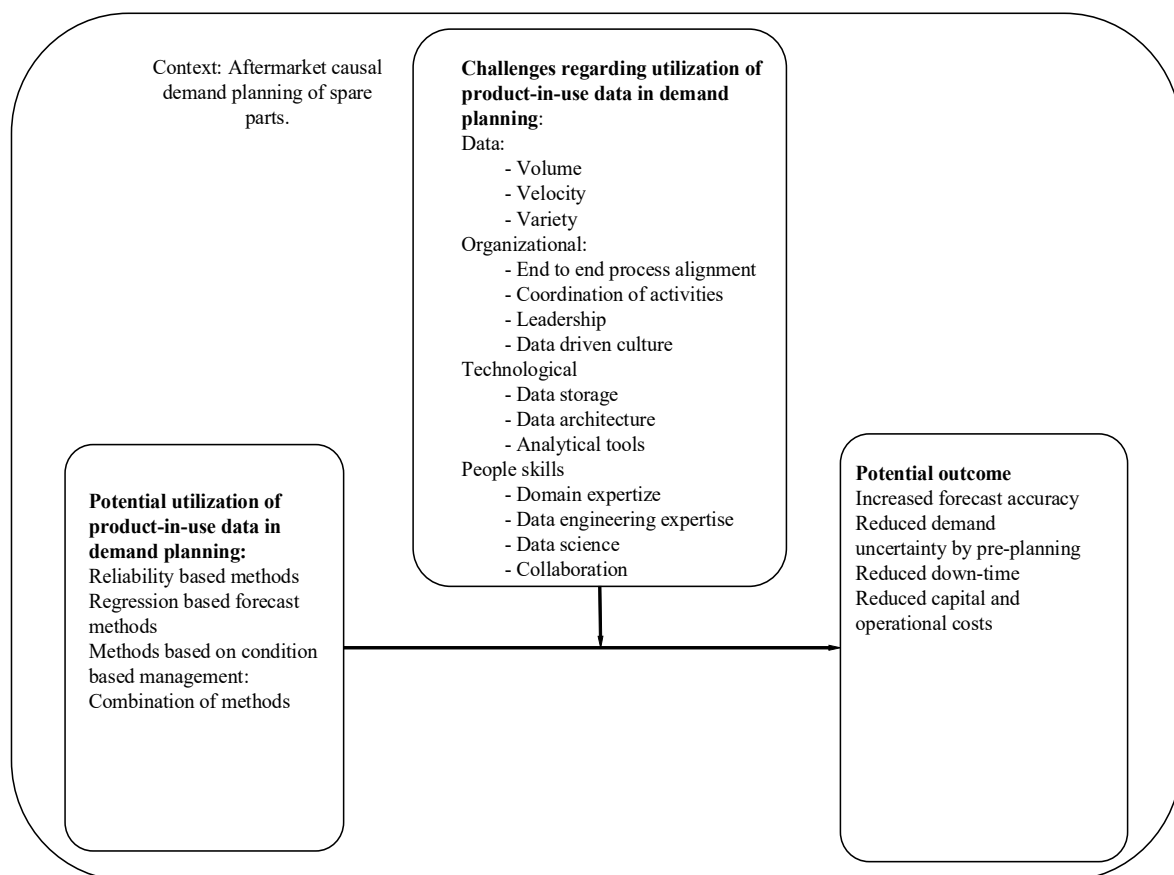 Context: Aftermarket causal
demand planning of spare
parts.
Challenges regarding utilization of
product-in-use data in demand
planning:
Data:
- Volume
- Velocity
- Variety
Organizational:
- End to end process alignment
- Coordination of activities
- Leadership
- Data driven culture
Technological
- Data storage
- Data architecture
- Analytical tools
People skills
- Domain expertize
- Data engineering expertise
- Data science
- Collaboration
Potential utilization of
product-in-use data in
demand planning:
Reliability based methods
Regression based forecast
methods
Methods based on condition
based management:
Combination of methods
Potential outcome
Increased forecast accuracy
Reduced demand
uncertainty by pre-planning
Reduced down-time
Reduced capital and
operational costs